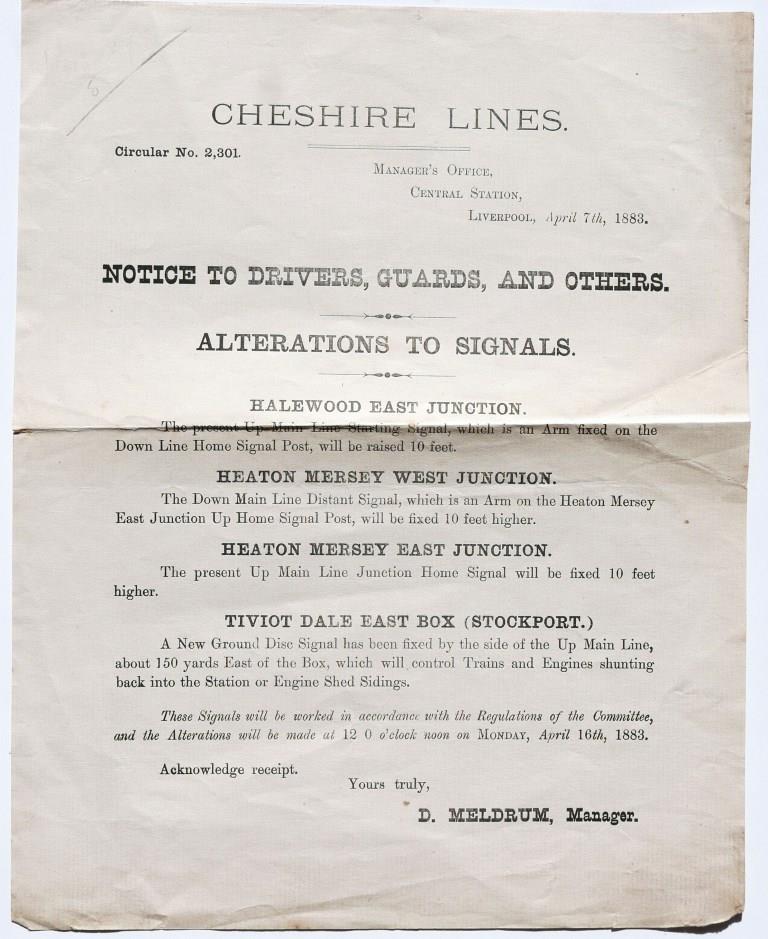 CHESHIRE LINES.
Circular No. 2,301.
MANAGER'S OFFICE,
CENTRAL STATION,
LIVERPOOL, April 7th, 1883.
NOTICE TO DRIVERS, GUARDS, AND OTHERS.
ALTERATIONS TO SIGNALS.
HALEWOOD EAST JUNCTION.
The present Up Main Line Starting Signal, which is an Arm fixed on the
Down Line Home Signal Post, will be raised 10 feet.
HEATON MERSEY WEST JUNCTION.
The Down Main Line Distant Signal, which is an Arm on the Heaton Mersey
East Junction Up Home Signal Post, will be fixed 10 feet higher.
HEATON MERSEY EAST JUNCTION.
The present Up Main Line Junction Home Signal will be fixed 10 feet
higher.
TIVIOT DALE EAST BOX (STOCKPORT.)
A New Ground Disc Signal has been fixed by the side of the Up Main Line,
about 150 yards East of the Box, which will control Trains and Engines shunting
back into the Station or Engine Shed Sidings.
These Signals will be worked in accordance with the Regulations of the Committee,
and the Alterations will be made at 12 0 o'clock noon on MONDAY, April 16th, 1883.
Acknowledge receipt.
Yours truly,
D. MELDRUM, Manager.